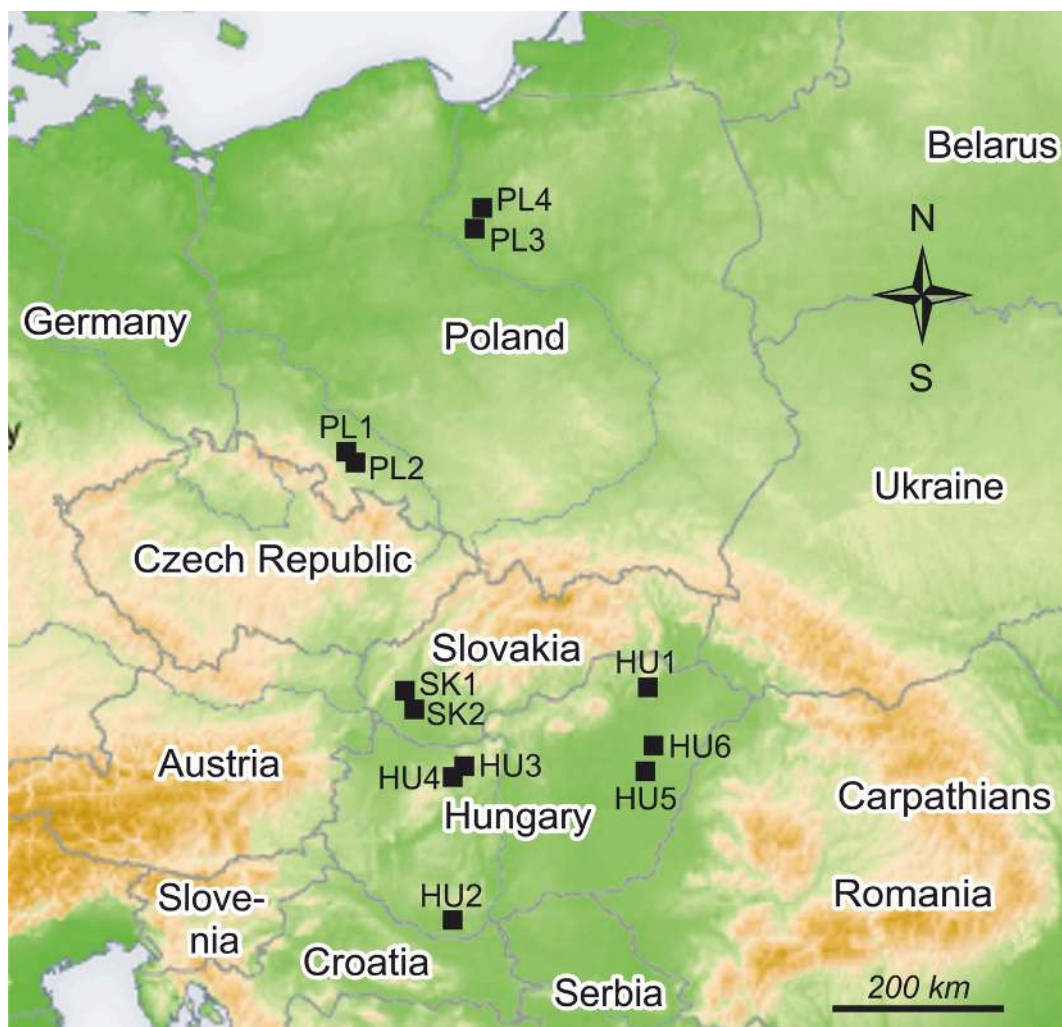 Belarus
PL4
PL3
N
Germany
Poland
S
PL1
PL2
y
Ukraine
Czech Republic
Slovakia
HU1
SK1
SK2
HU6
Austria
HU3
HU4
HU5
Hungary
Carpathians
HU2
Slove-
nia
Romania
Croatia
Serbia
200 km